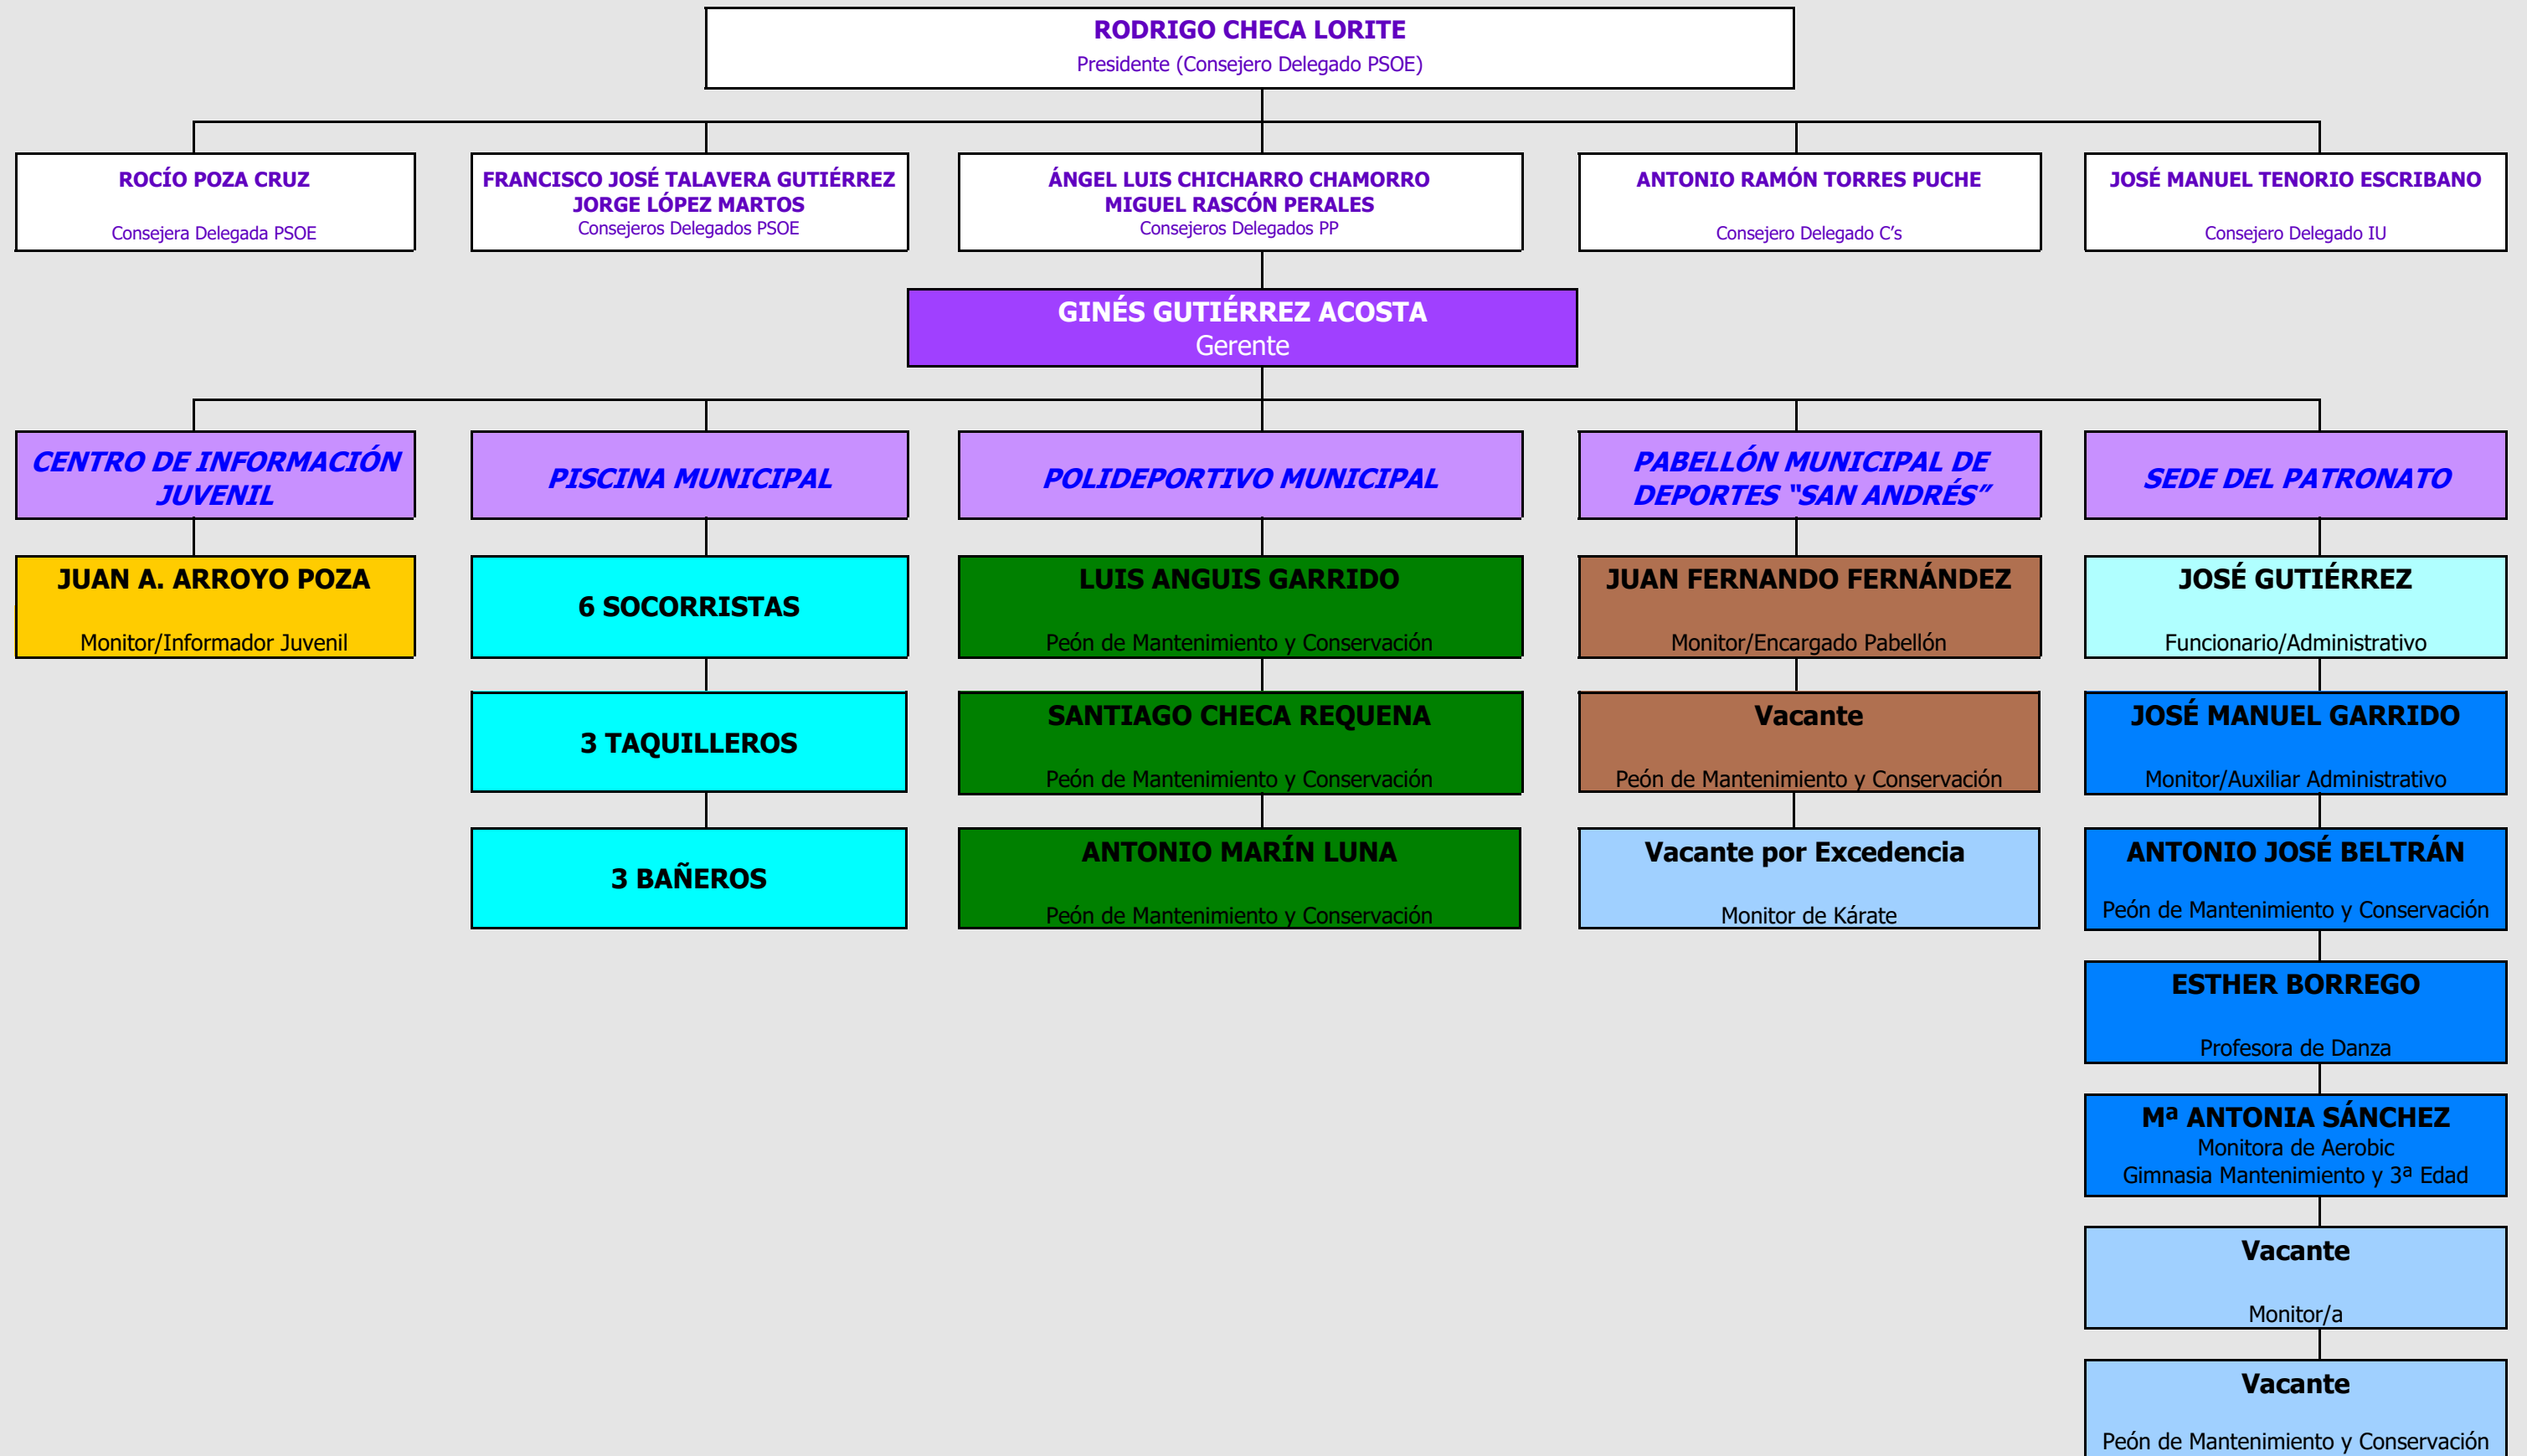 RODRIGO CHECA LORITE
Presidente (Consejero Delegado PSOE)
ROCÍO POZA CRUZ
Consejera Delegada PSOE
FRANCISCO JOSÉ TALAVERA GUTIÉRREZ
JORGE LÓPEZ MARTOS
Consejeros Delegados PSOE
ÁNGEL LUIS CHICHARRO CHAMORRO
MIGUEL RASCÓN PERALES
Consejeros Delegados PP
ANTONIO RAMÓN TORRES PUCHE
Consejero Delegado C’s
JOSÉ MANUEL TENORIO ESCRIBANO
Consejero Delegado IU
GINÉS GUTIÉRREZ ACOSTA
Gerente
CENTRO DE INFORMACIÓN
JUVENIL
JUAN A. ARROYO POZA
Monitor/Informador Juvenil
PISCINA MUNICIPAL
6 SOCORRISTAS
3 TAQUILLEROS
3 BAÑEROS
POLIDEPORTIVO MUNICIPAL
LUIS ANGUIS GARRIDO
Peón de Mantenimiento y Conservación
SANTIAGO CHECA REQUENA
Peón de Mantenimiento y Conservación
ANTONIO MARÍN LUNA
Peón de Mantenimiento y Conservación
PABELLÓN MUNICIPAL DE
DEPORTES “SAN ANDRÉS”
JUAN FERNANDO FERNÁNDEZ
Monitor/Encargado Pabellón
Vacante
Peón de Mantenimiento y Conservación
Vacante por Excedencia
Monitor de Kárate
SEDE DEL PATRONATO
JOSÉ GUTIÉRREZ
Funcionario/Administrativo
JOSÉ MANUEL GARRIDO
Monitor/Auxiliar Administrativo
ANTONIO JOSÉ BELTRÁN
Peón de Mantenimiento y Conservación
ESTHER BORREGO
Profesora de Danza
Mª ANTONIA SÁNCHEZ
Monitora de Aerobic
Gimnasia Mantenimiento y 3ª Edad
Vacante
Monitor/a
Vacante
Peón de Mantenimiento y Conservación